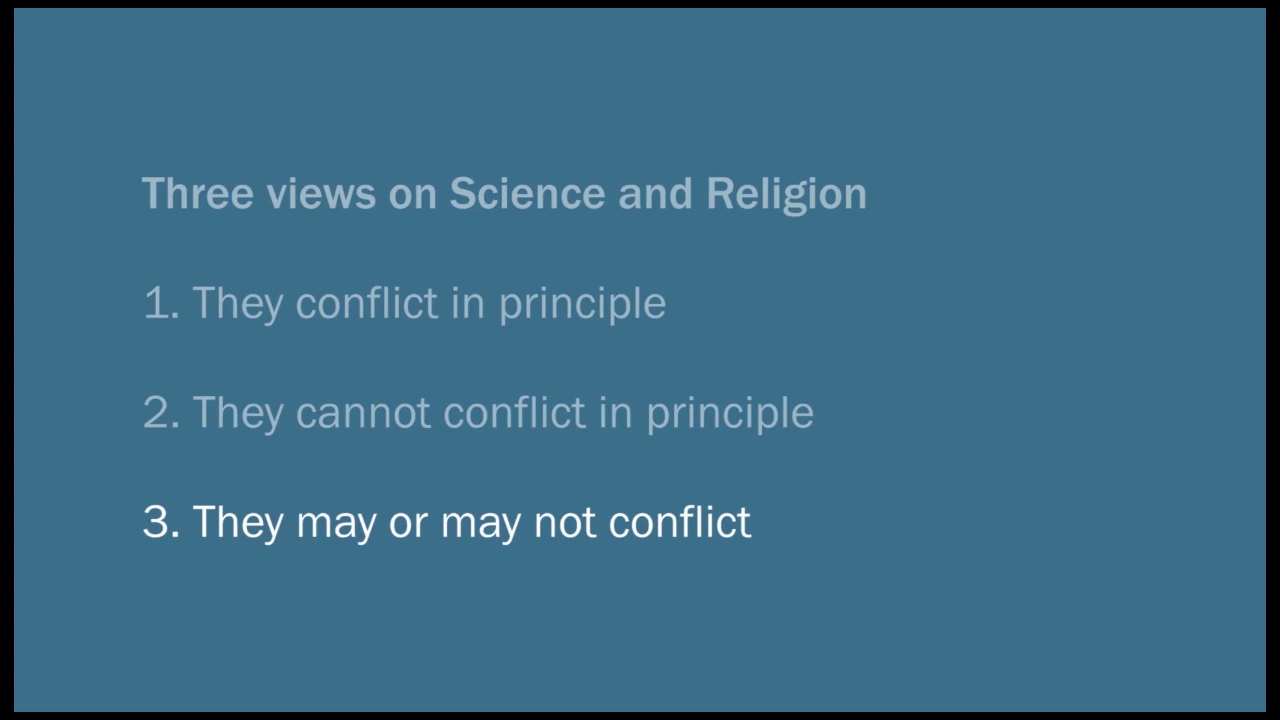 Three views on Science and Religion
1. They conflict in principle
2. They cannot conflict in principle
3. They may or may not conflict